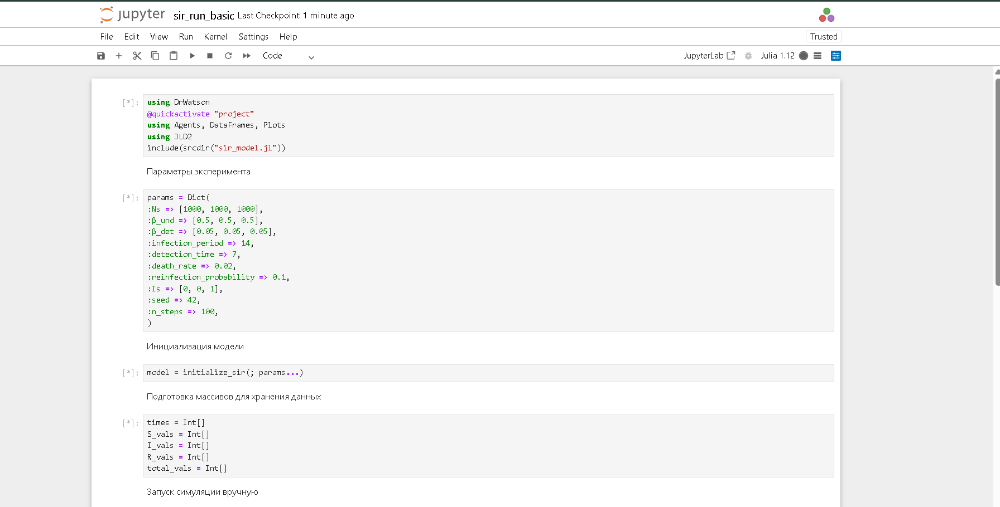 jupyter sir_run_basic Last Checkpoint: 1 minute ago
File Edit View Run Kernel Settings Help Trusted
Code JupyterLab Julia 1.12
[*]:
using DrWatson
@quickactivate "project"
using Agents, DataFrames, Plots
using JLD2
include(srcdir("sir_model.jl"))
Параметры эксперимента
[*]:
params = Dict(
:Ns => [1000, 1000, 1000],
:β_und => [0.5, 0.5, 0.5],
:β_det => [0.05, 0.05, 0.05],
:infection_period => 14,
:detection_time => 7,
:death_rate => 0.02,
:reinfection_probability => 0.1,
:Is => [0, 0, 1],
:seed => 42,
:n_steps => 100,
)
Инициализация модели
[*]:
model = initialize_sir(; params...)
Подготовка массивов для хранения данных
[*]:
times = Int[]
S_vals = Int[]
I_vals = Int[]
R_vals = Int[]
total_vals = Int[]
Запуск симуляции вручную